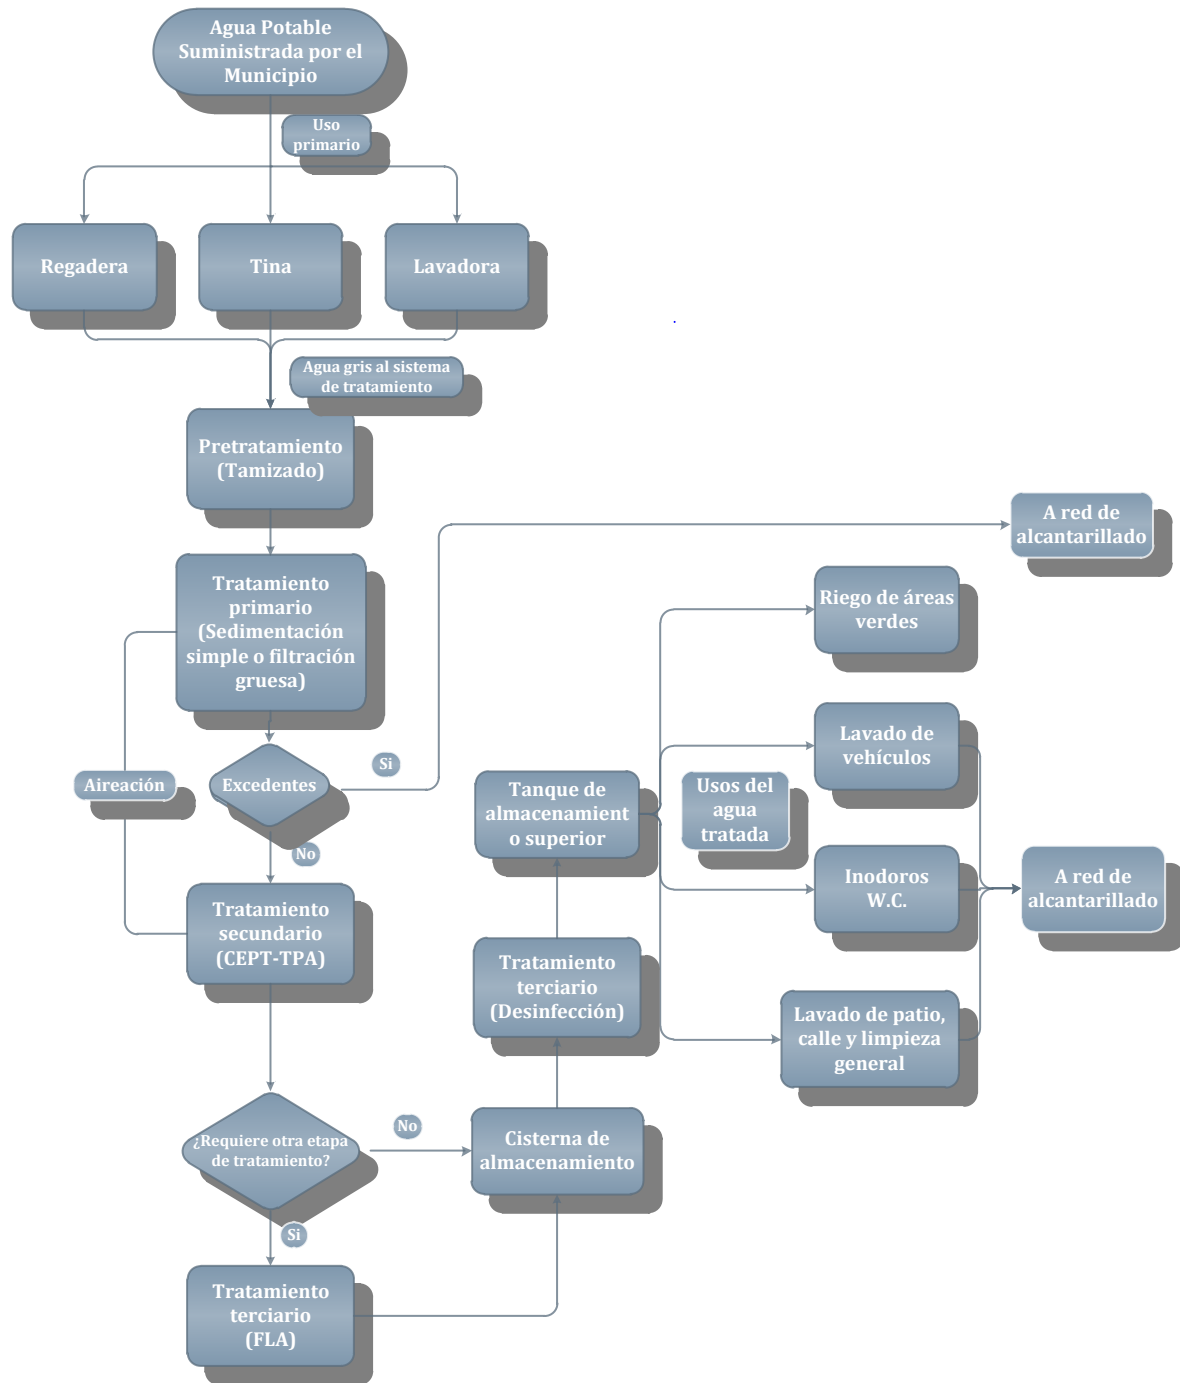 Agua Potable
Suministrada por el
Municipio
Uso
primario
Regadera
Tina
Lavadora
Agua gris al sistema
de tratamiento
Pretratamiento
(Tamizado)
Tratamiento
primario
(Sedimentación
simple o filtración
gruesa)
Aireación
Excedentes
Si
No
A red de
alcantarillado
Tratamiento
secundario
(CEPT-TPA)
¿Requiere otra etapa
de tratamiento?
No
Si
Tratamiento
terciario
(FLA)
Cisterna de
almacenamiento
Tratamiento
terciario
(Desinfección)
Tanque de
almacenamient
o superior
Usos del
agua
tratada
Riego de áreas
verdes
Lavado de
vehículos
Inodoros
W.C.
Lavado de patio,
calle y limpieza
general
A red de
alcantarillado